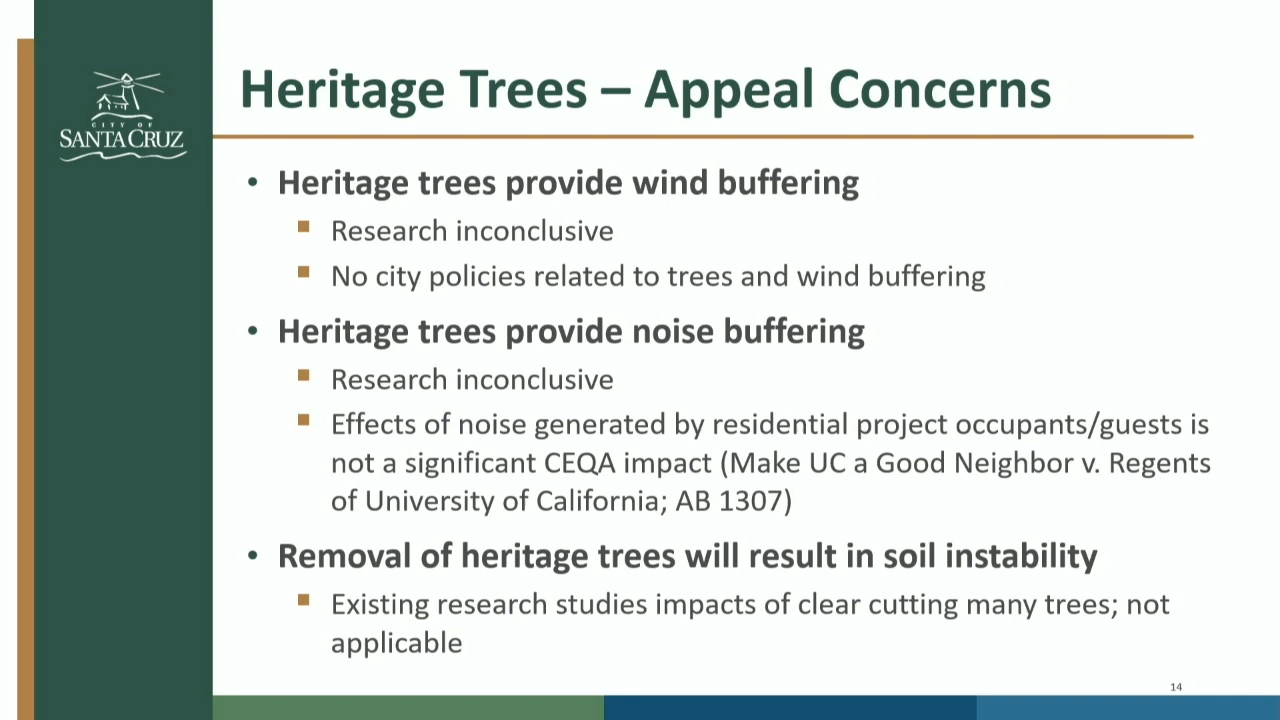 CITY OF
SANTA CRUZ
Heritage Trees – Appeal Concerns
• Heritage trees provide wind buffering
▪ Research inconclusive
▪ No city policies related to trees and wind buffering
• Heritage trees provide noise buffering
▪ Research inconclusive
▪ Effects of noise generated by residential project occupants/guests is
not a significant CEQA impact (Make UC a Good Neighbor v. Regents
of University of California; AB 1307)
• Removal of heritage trees will result in soil instability
▪ Existing research studies impacts of clear cutting many trees; not
applicable
14